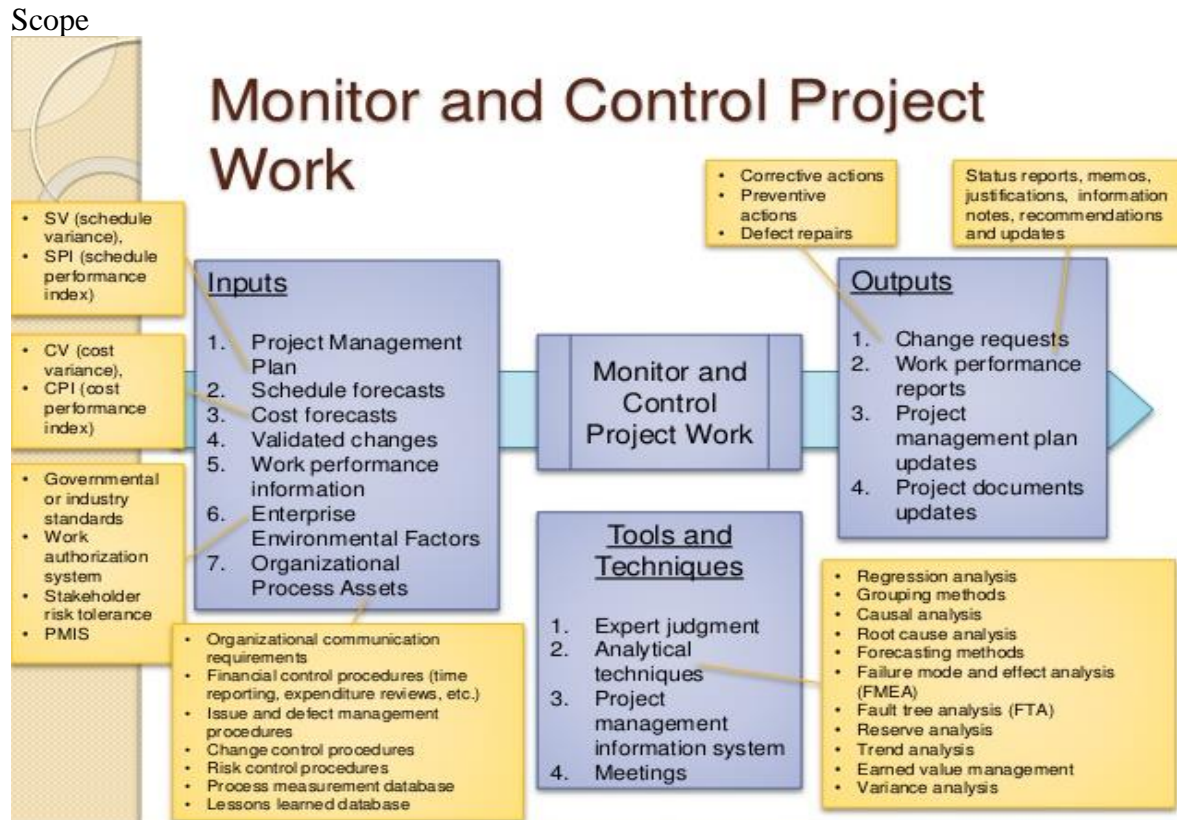 Scope
Monitor and Control Project
Work
• SV (schedule
variance),
• SPI (schedule
performance
index)
• CV (cost
variance),
• CPI (cost
performance
index)
• Governmental
or industry
standards
• Work
authorization
system
• Stakeholder
risk tolerance
• PMIS
Inputs
1. Project Management
Plan
2. Schedule forecasts
3. Cost forecasts
4. Validated changes
5. Work performance
information
6. Enterprise
Environmental Factors
7. Organizational
Process Assets
• Organizational communication
requirements
• Financial control procedures (time
reporting, expenditure reviews, etc.)
• Issue and defect management
procedures
• Change control procedures
• Risk control procedures
• Process measurement database
• Lessons learned database
Monitor and
Control
Project Work
Tools and
Techniques
1. Expert judgment
2. Analytical
techniques
3. Project
management
information system
4. Meetings
• Corrective actions
• Preventive
actions
• Defect repairs
Status reports, memos,
justifications, information
notes, recommendations
and updates
Outputs
1. Change requests
2. Work performance
reports
3. Project
management plan
updates
4. Project documents
updates
• Regression analysis
• Grouping methods
• Causal analysis
• Root cause analysis
• Forecasting methods
• Failure mode and effect analysis
(FMEA)
• Fault tree analysis (FTA)
• Reserve analysis
• Trend analysis
• Earned value management
• Variance analysis